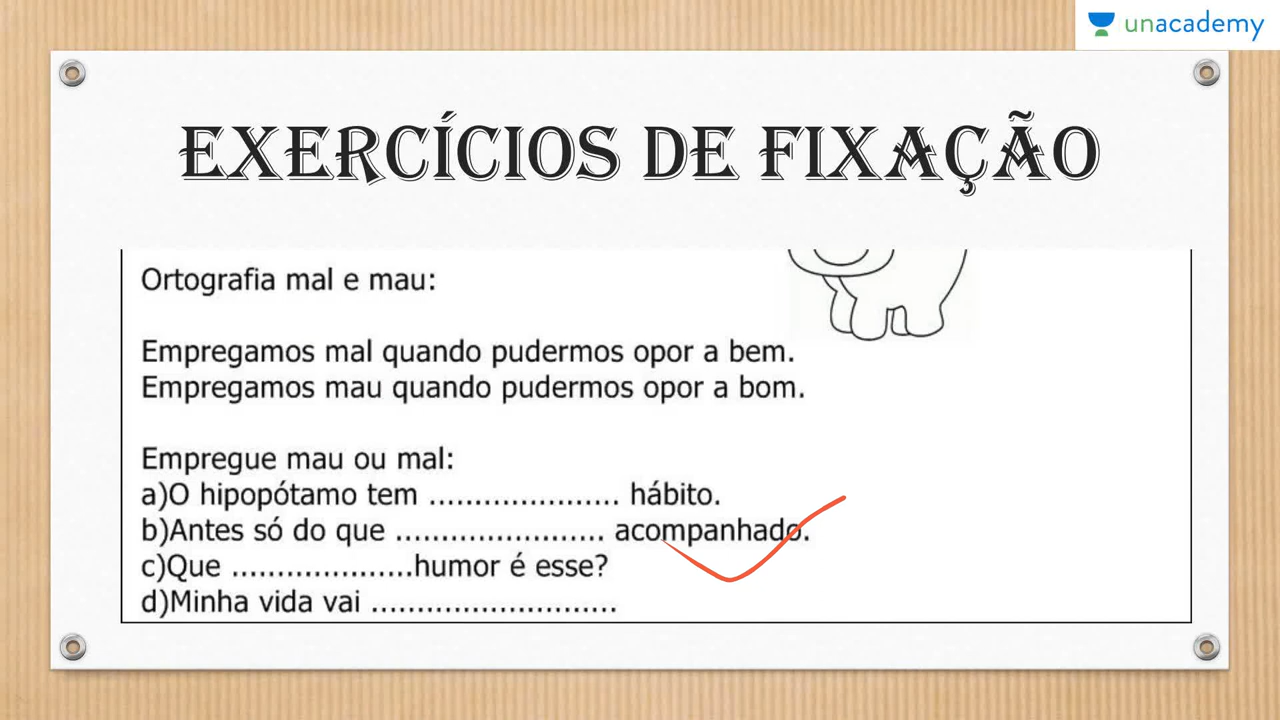 unacademy
EXERCÍCIOS DE FIXAÇÃO
Ortografia mal e mau:
Empregamos mal quando pudermos opor a bem.
Empregamos mau quando pudermos opor a bom.
Empregue mau ou mal:
a)O hipopótamo tem ..................... hábito.
b)Antes só do que ....................... acompanhado.
c)Que ....................humor é esse?
d)Minha vida vai ...........................